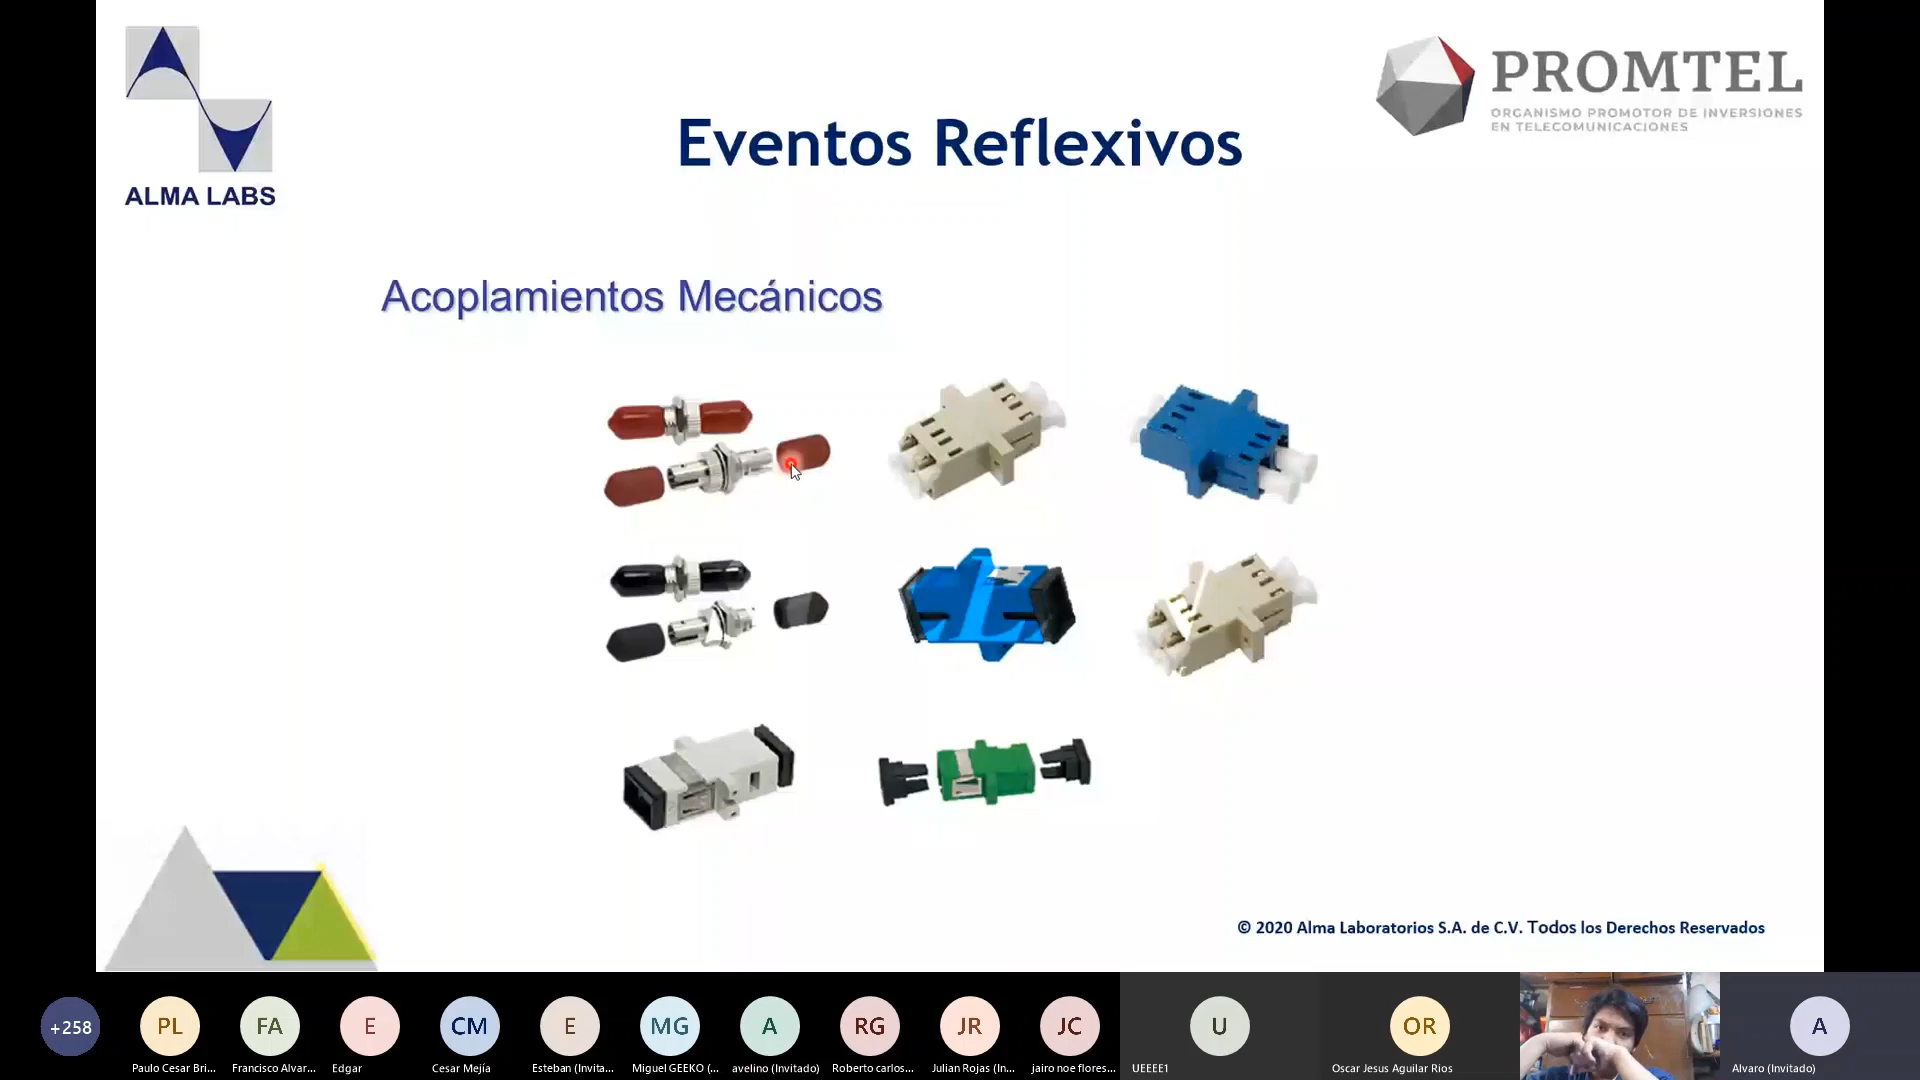 ALMA LABS
PROMTEL
ORGANISMO PROMOTOR DE INVERSIONES
EN TELECOMUNICACIONES
Eventos Reflexivos
Acoplamientos Mecánicos
© 2020 Alma Laboratorios S.A. de C.V. Todos los Derechos Reservados
+258
PL
FA
E
CM
E
MG
A
RG
JR
JC
U
OR
A
Paulo Cesar Bri...
Francisco Alvar...
Edgar
Cesar Mejía
Esteban (Invita...
Miguel GEEKO (...
avelino (Invitado)
Roberto carlos...
Julian Rojas (In...
jairo noe flores...
UEEEE1
Oscar Jesus Aguilar Rios
Alvaro (Invitado)